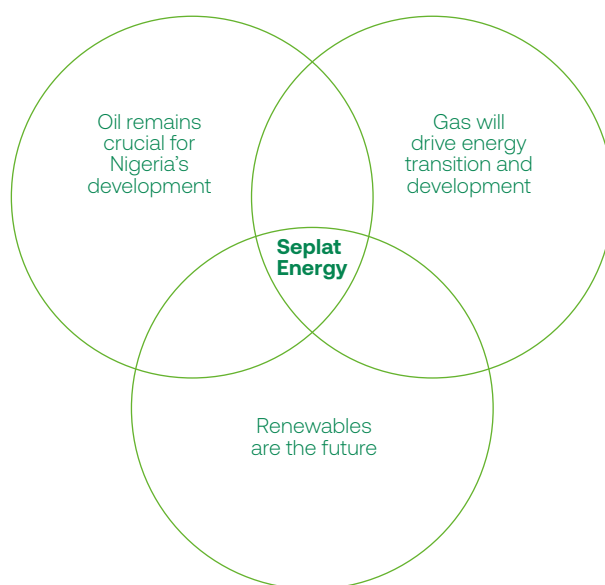 Oil remains
crucial for
Nigeria’s
development
Gas will
drive energy
transition and
development
Seplat
Energy
Renewables
are the future